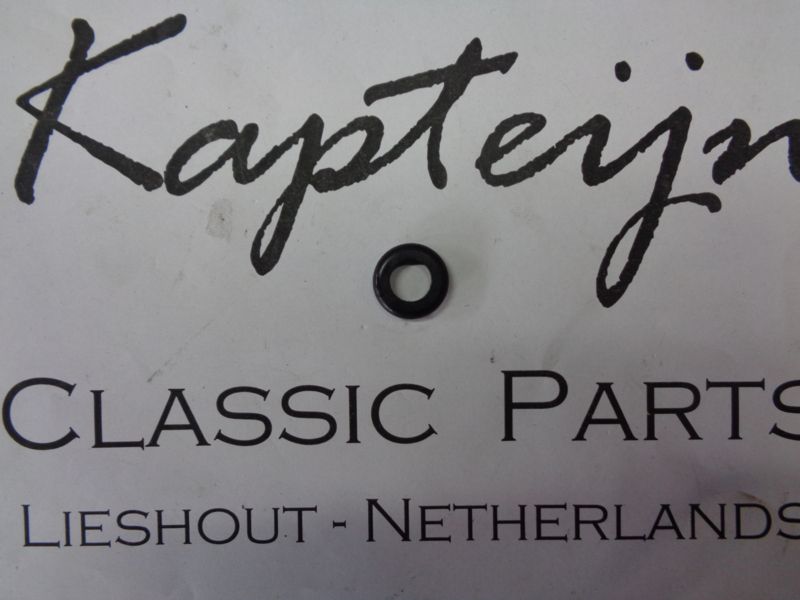 Kapteijn
CLASSIC PARTS
LIESHOUT - NETHERLANDS